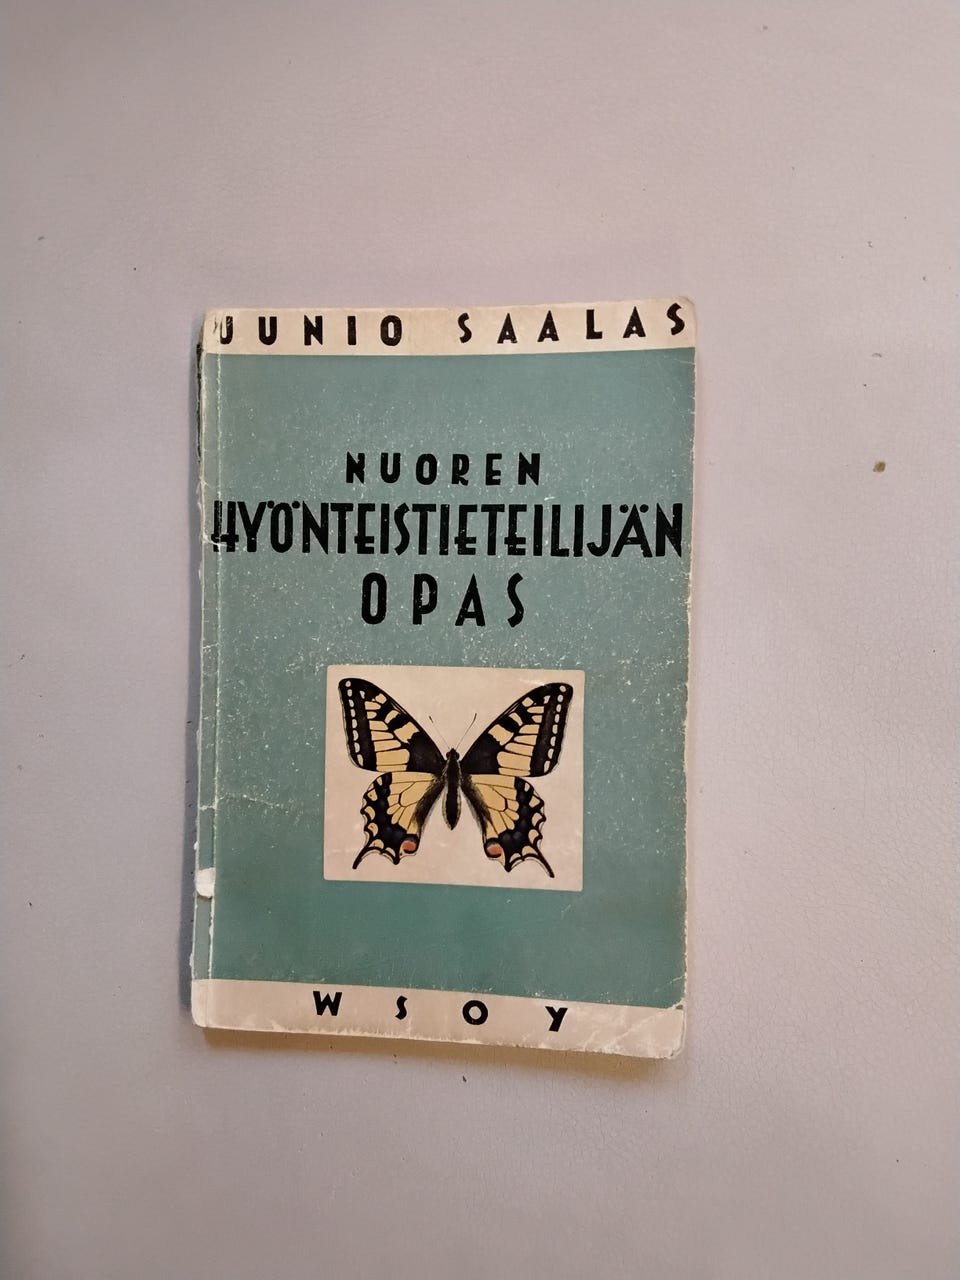 UUNIO SAALAS
NUOREN
HYÖNTEISTIETEILIJÄN
OPAS
WSOY